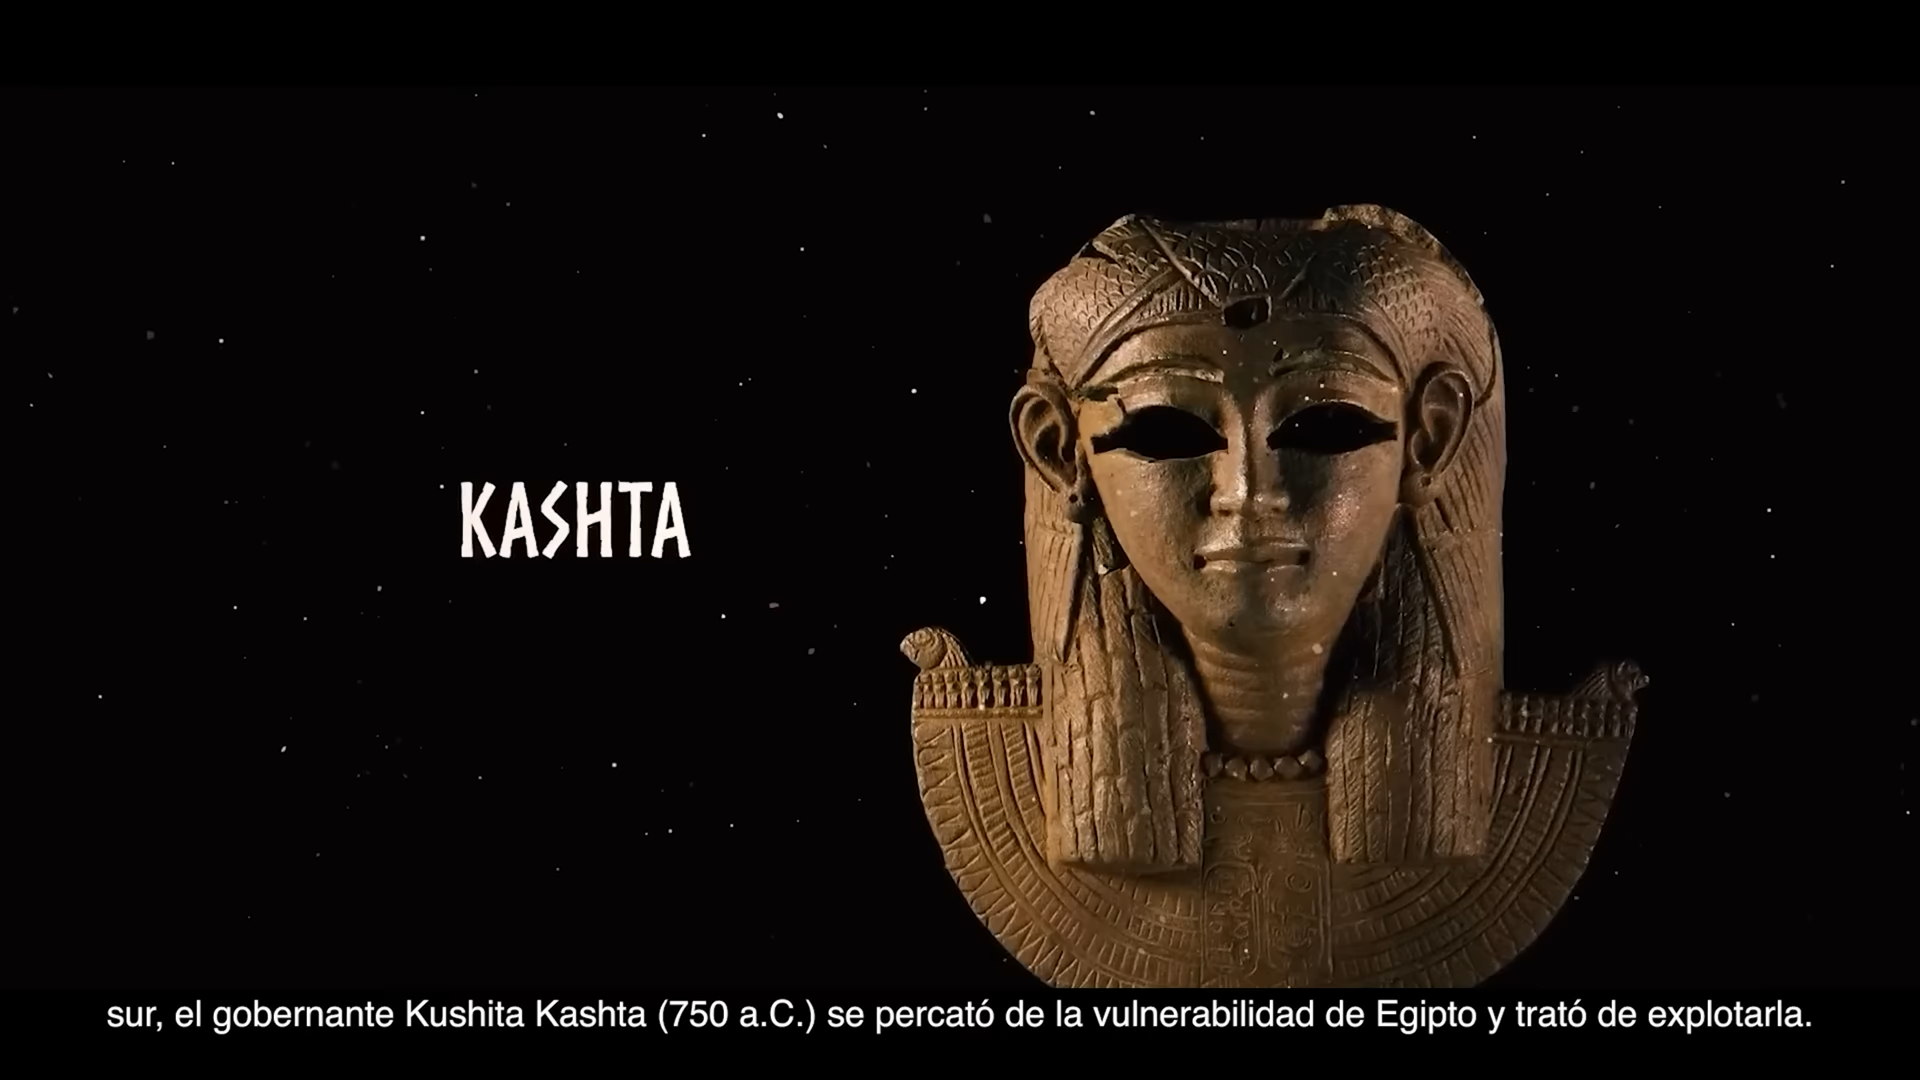 KASHTA
sur, el gobernante Kushita Kashta (750 a.C.) se percató de la vulnerabilidad de Egipto y trató de explotarla.